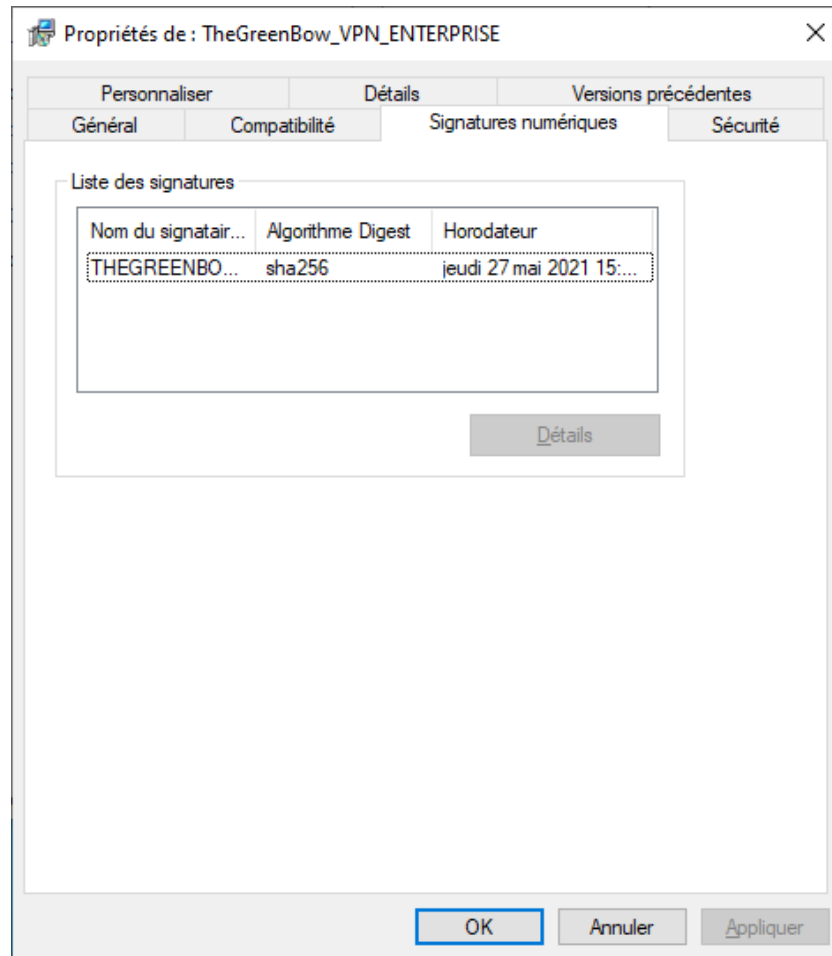 Propriétés de : TheGreenBow_VPN_ENTERPRISE
Personnaliser Détails Versions précédentes
Général Compatibilité Signatures numériques Sécurité
Liste des signatures
Nom du signatair... Algorithme Digest Horodateur
THEGREENBO... sha256 jeudi 27 mai 2021 15:...
Détails
OK Annuler Appliquer